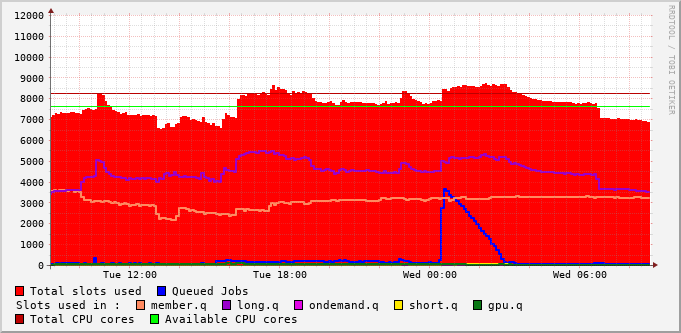 12000
11000
10000
9000
8000
7000
6000
5000
4000
3000
2000
1000
0
Tue 12:00 Tue 18:00 Wed 00:00 Wed 06:00
RRDTOOL / TOBI OETIKER
Total slots used Queued Jobs
Slots used in : member.q long.q ondemand.q short.q gpu.q
Total CPU cores Available CPU cores